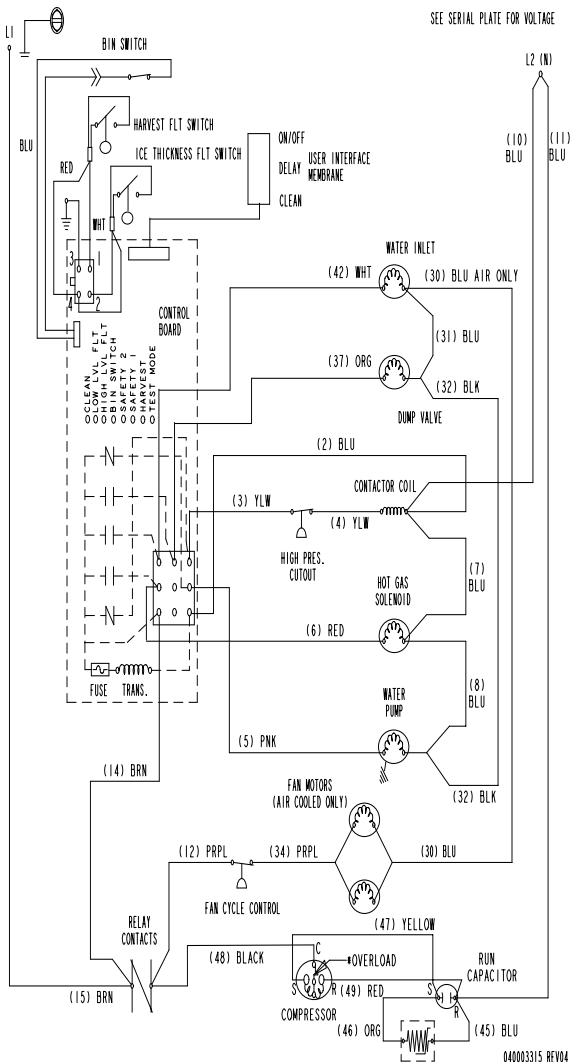 SEE SERIAL PLATE FOR VOLTAGE
L1
L2 (N)
BIN SWITCH
(10)
BLU
(11)
BLU
BLU
HARVEST FLT SWITCH
RED
ICE THICKNESS FLT SWITCH
ON/OFF
DELAY
CLEAN
USER INTERFACE
MEMBRANE
WHT
3
1
4
2
CONTROL
BOARD
CLEAN
LOW LVL FLT
HIGH LVL FLT
BIN SWITCH
SAFETY 2
SAFETY 1
HARVEST
TEST MODE
WATER INLET
(42) WHT
(30) BLU AIR ONLY
(31) BLU
(37) ORG
(32) BLK
DUMP VALVE
(2) BLU
CONTACTOR COIL
(3) YLW
(4) YLW
HIGH PRES.
CUTOUT
(7)
BLU
HOT GAS
SOLENOID
(6) RED
(8)
BLU
FUSE
TRANS.
WATER
PUMP
(5) PNK
(14) BRN
(32) BLK
FAN MOTORS
(AIR COOLED ONLY)
(12) PRPL
(34) PRPL
(30) BLU
FAN CYCLE CONTROL
RELAY
CONTACTS
(47) YELLOW
(48) BLACK
C
*OVERLOAD
RUN
CAPACITOR
S
R
(49) RED
S
R
(15) BRN
COMPRESSOR
(46) ORG
(45) BLU
040003315 REV04